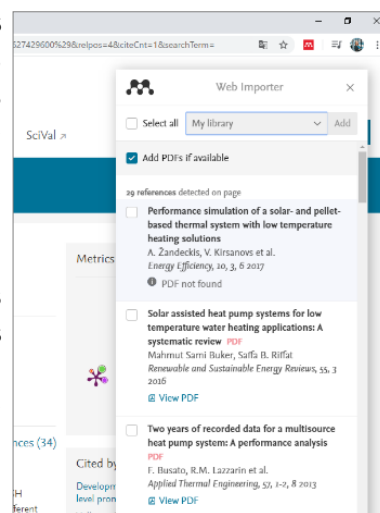 527429600%29&relpos=4&citeCnt=1&searchTerm=
Web Importer
Select all
My library
Add
SciVal
Add PDFs if available
29 references detected on page
Performance simulation of a solar- and pellet-
based thermal system with low temperature
heating solutions
A. Žandeckis, V. Kirsanovs et al.
Energy Efficiency, 10, 3, 6 2017
PDF not found
Metrics
Solar assisted heat pump systems for low
temperature water heating applications: A
systematic review PDF
Mahmut Sami Buker, Saffa B. Riffat
Renewable and Sustainable Energy Reviews, 55, 3
2016
View PDF
Two years of recorded data for a multisource
heat pump system: A performance analysis
PDF
F. Busato, R.M. Lazzarin et al.
Applied Thermal Engineering, 57, 1-2, 8 2013
View PDF
nces (34)
Cited by
Developm
level pron
CH
ferent